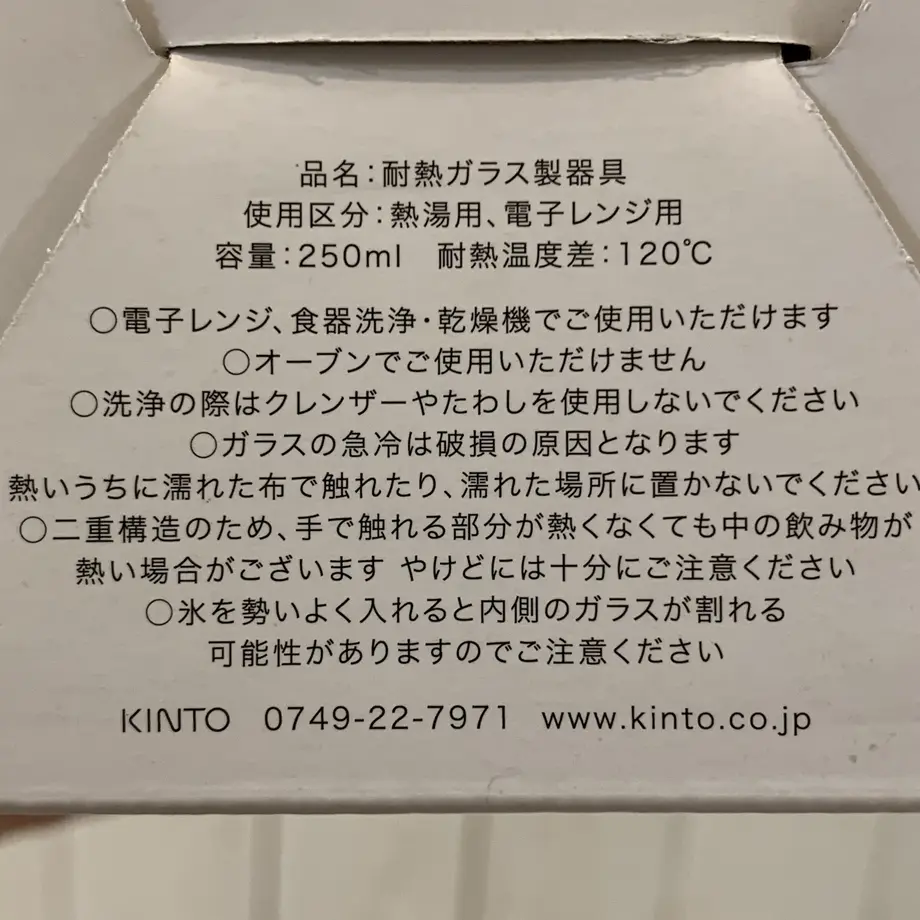 品名:耐熱ガラス製器具
使用区分:熱湯用、電子レンジ用
容量:250ml 耐熱温度差:120℃
○電子レンジ、食器洗浄・乾燥機でご使用いただけます
○オーブンでご使用いただけません
○洗浄の際はクレンザーやたわしを使用しないでください
○ガラスの急冷は破損の原因となります
熱いうちに濡れた布で触れたり、濡れた場所に置かないでください
○二重構造のため、手で触れる部分が熱くなくても中の飲み物が
熱い場合がございます やけどには十分にご注意ください
○氷を勢いよく入れると内側のガラスが割れる
可能性がありますのでご注意ください
KINTO 0749-22-7971 www.kinto.co.jp